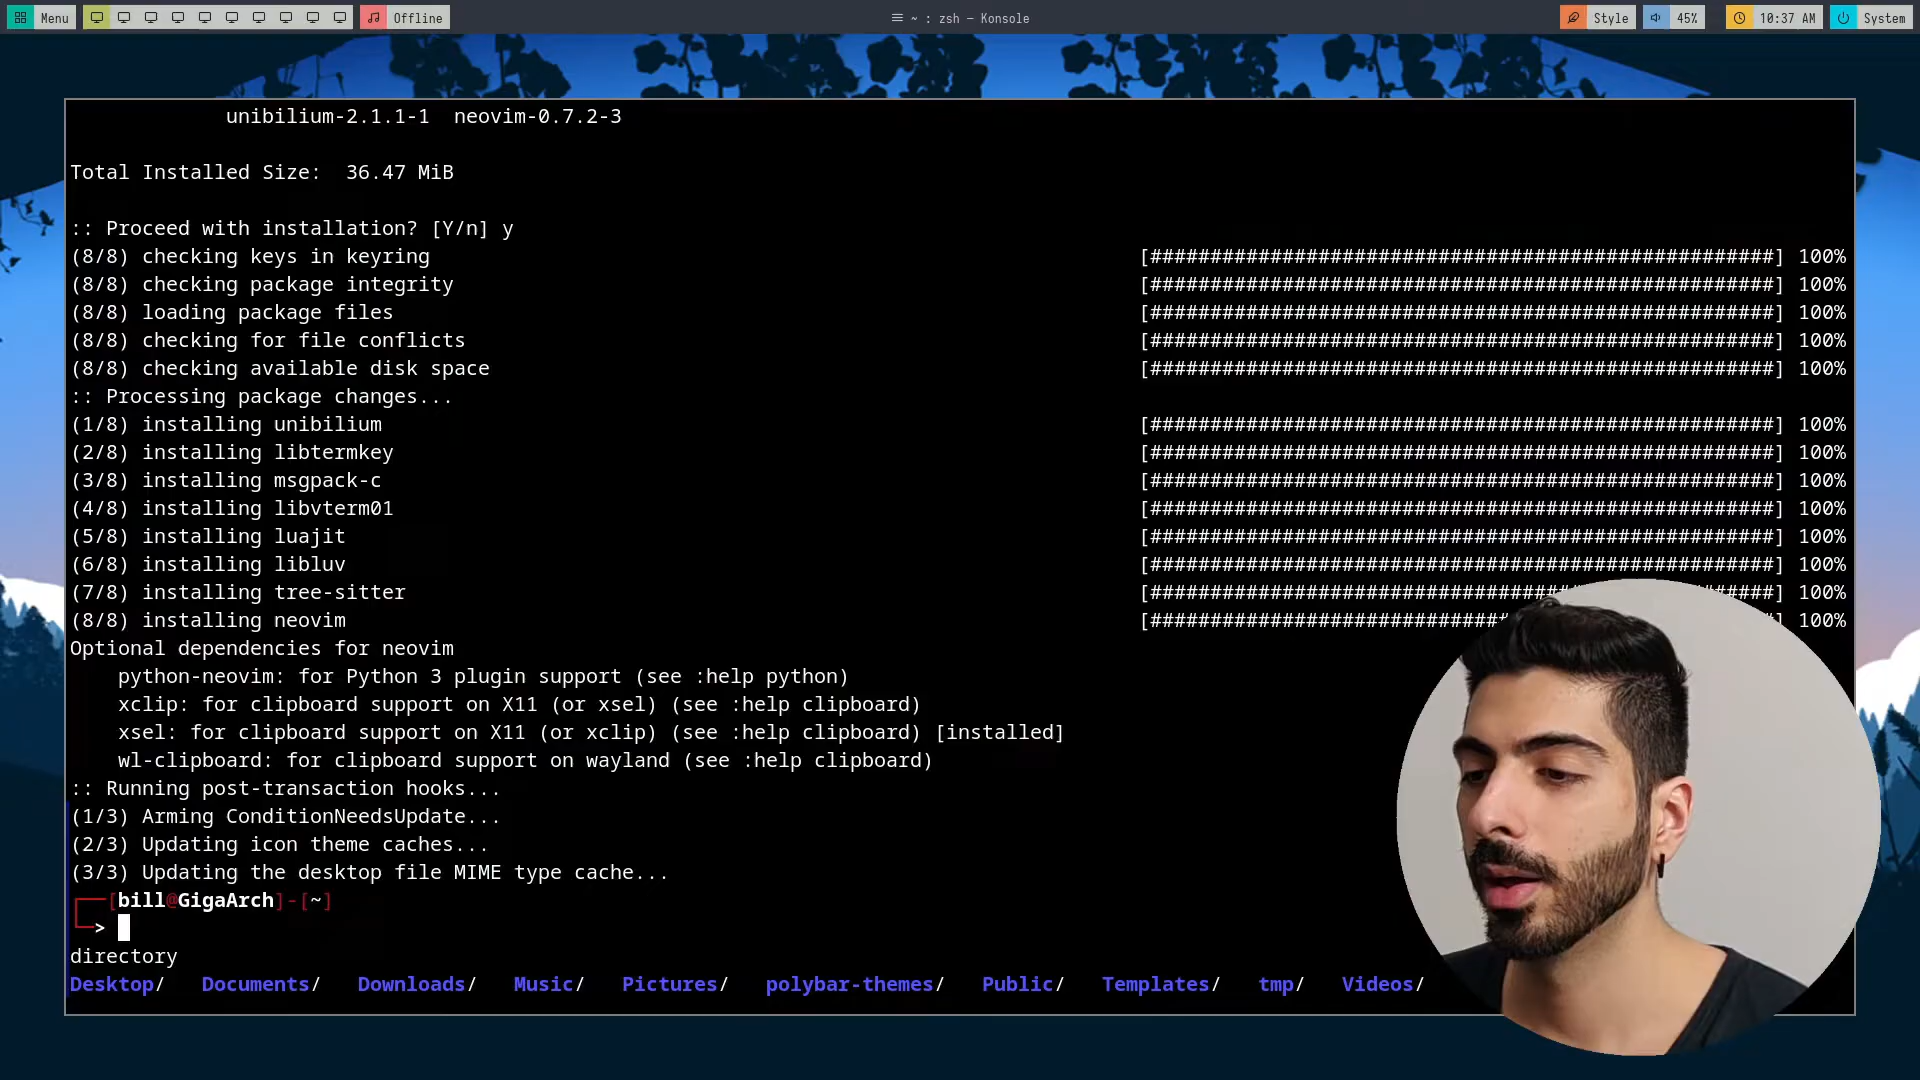 Menu
Offline
~ : zsh — Konsole
Style
45%
10:37 AM
System
unibilium-2.1.1-1  neovim-0.7.2-3
Total Installed Size:  36.47 MiB
:: Proceed with installation? [Y/n] y
(8/8) checking keys in keyring [####################################################] 100%
(8/8) checking package integrity [####################################################] 100%
(8/8) loading package files [####################################################] 100%
(8/8) checking for file conflicts [####################################################] 100%
(8/8) checking available disk space [####################################################] 100%
:: Processing package changes...
(1/8) installing unibilium [####################################################] 100%
(2/8) installing libtermkey [####################################################] 100%
(3/8) installing msgpack-c [####################################################] 100%
(4/8) installing libvterm01 [####################################################] 100%
(5/8) installing luajit [####################################################] 100%
(6/8) installing libluv [####################################################] 100%
(7/8) installing tree-sitter [####################################################] 100%
(8/8) installing neovim [############################## ] 100%
Optional dependencies for neovim
python-neovim: for Python 3 plugin support (see :help python)
xclip: for clipboard support on X11 (or xsel) (see :help clipboard)
xsel: for clipboard support on X11 (or xclip) (see :help clipboard) [installed]
wl-clipboard: for clipboard support on wayland (see :help clipboard)
:: Running post-transaction hooks...
(1/3) Arming ConditionNeedsUpdate...
(2/3) Updating icon theme caches...
(3/3) Updating the desktop file MIME type cache...
[bill@GigaArch]-[~]
>
directory
Desktop/   Documents/   Downloads/   Music/   Pictures/   polybar-themes/   Public/   Templates/   tmp/   Videos/